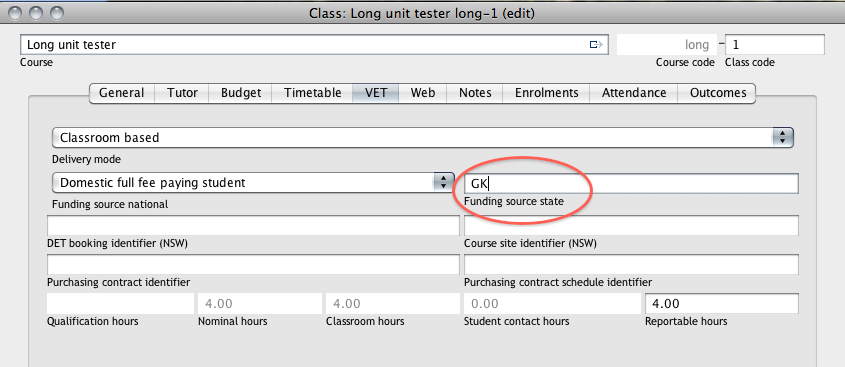 Class: Long unit tester long-1 (edit)
Long unit tester long – 1
Course Course code Class code
General Tutor Budget Timetable VET Web Notes Enrolments Attendance Outcomes
Classroom based
Delivery mode
Domestic full fee paying student GK
Funding source national Funding source state
DET booking identifier (NSW) Course site identifier (NSW)
Purchasing contract identifier Purchasing contract schedule identifier
4.00 4.00 0.00 4.00
Qualification hours Nominal hours Classroom hours Student contact hours Reportable hours